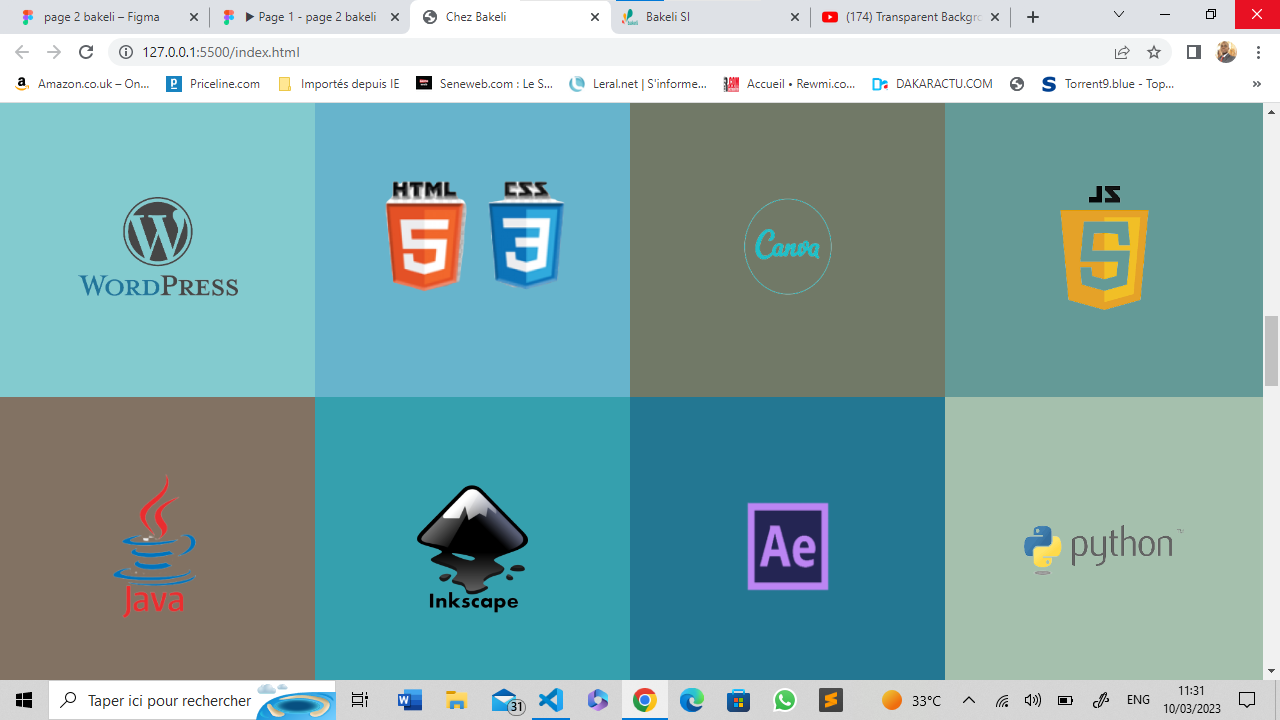 page 2 bakeli – Figma
▶ Page 1 - page 2 bakeli
Chez Bakeli
Bakeli SI
(174) Transparent Backgro
127.0.0.1:5500/index.html
Amazon.co.uk – On...
Priceline.com
Importés depuis IE
Seneweb.com : Le S...
Leral.net | S'informe...
Accueil • Rewmi.co...
DAKARACTU.COM
Torrent9.blue - Top...
»
W
WORDPRESS
HTML
5
CSS
3
Canva
JS
5
Java
Inkscape
Ae
python™
Taper ici pour rechercher
31
33°C
ENG
11:31
10/03/2023